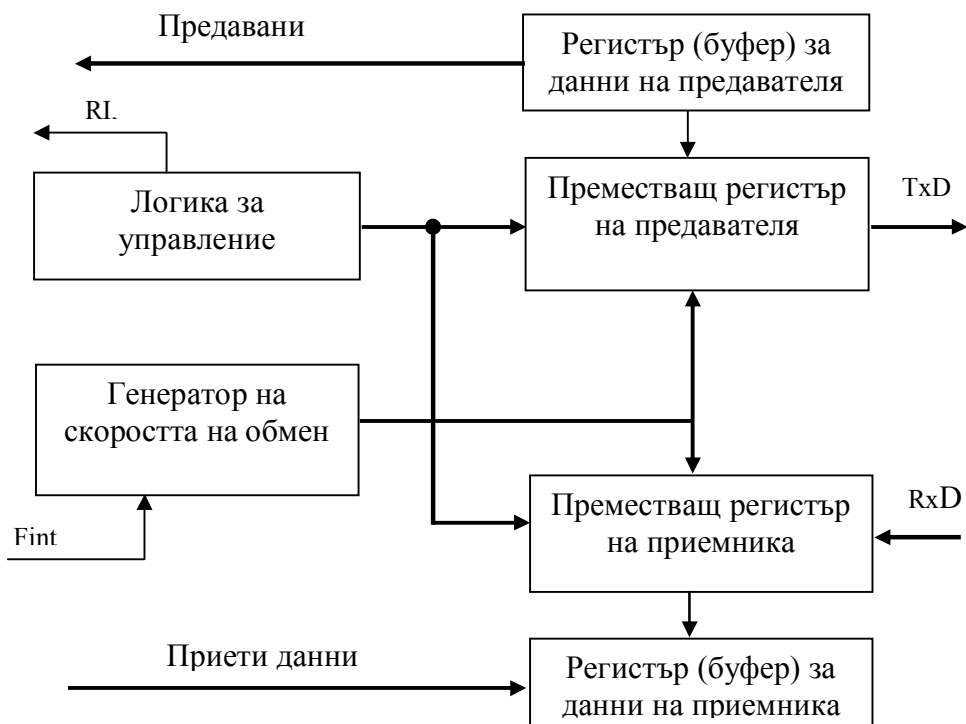 Предавани
Регистър (буфер) за
данни на предавателя
RI.
Логика за
управление
Преместващ регистър
на предавателя
TxD
Генератор на
скоростта на обмен
Fint
Преместващ регистър
на приемника
RxD
Приети данни
Регистър (буфер) за
данни на приемника